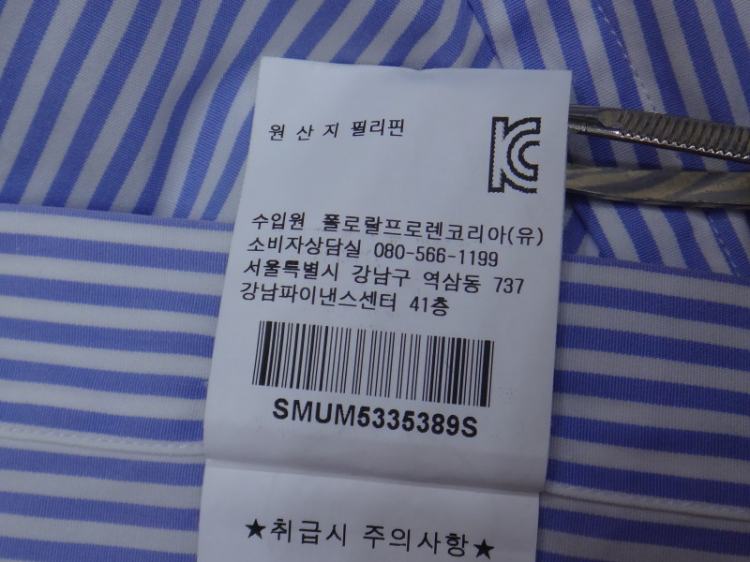 원 산 지 필리핀
KC
수입원 폴로랄프로렌코리아(유)
소비자상담실 080-566-1199
서울특별시 강남구 역삼동 737
강남파이낸스센터 41층
SMUM5335389S
★취급시 주의사항★